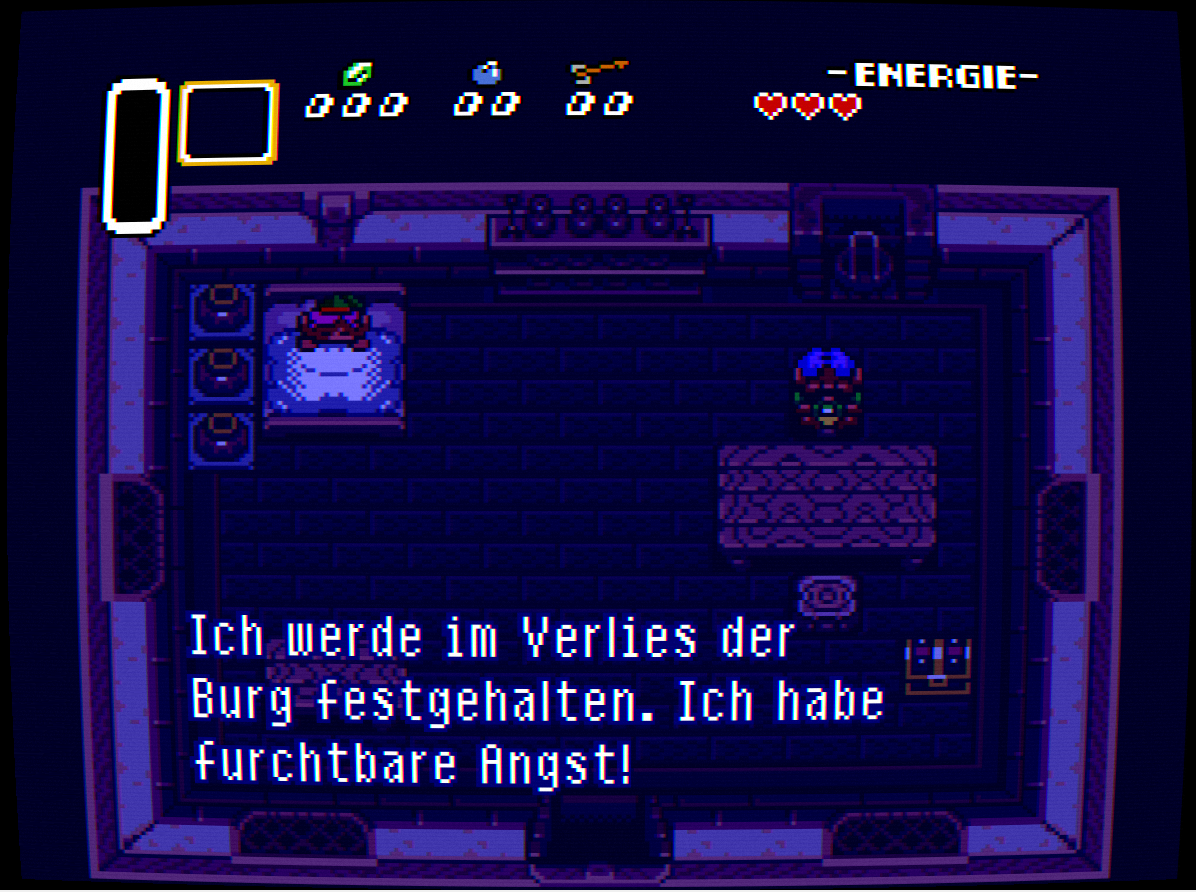 -ENERGIE-
000 00 00
Ich werde im Verlies der
Burg festgehalten. Ich habe
furchtbare Angst!